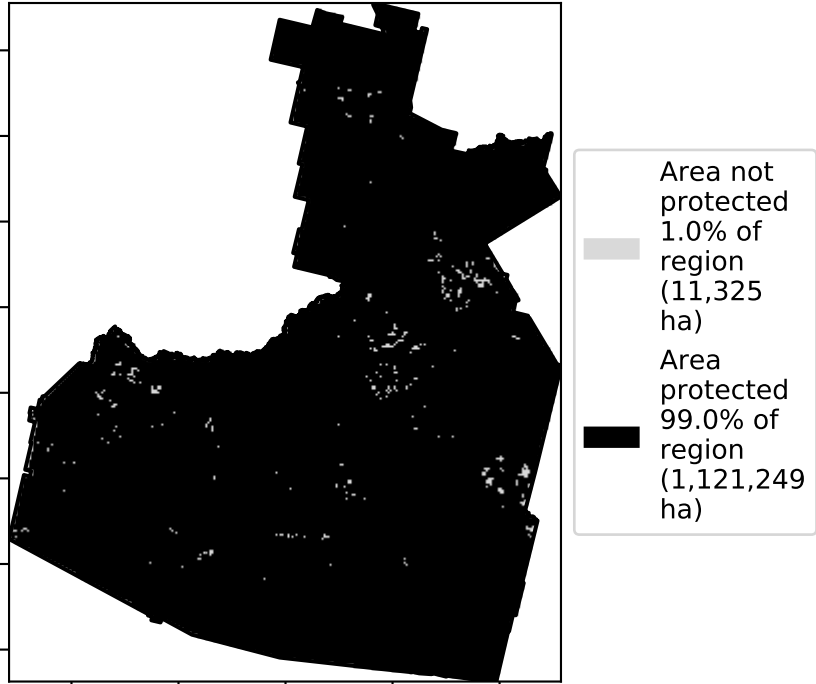 Area not
protected
1.0% of
region
(11,325
ha)
Area
protected
99.0% of
region
(1,121,249
ha)